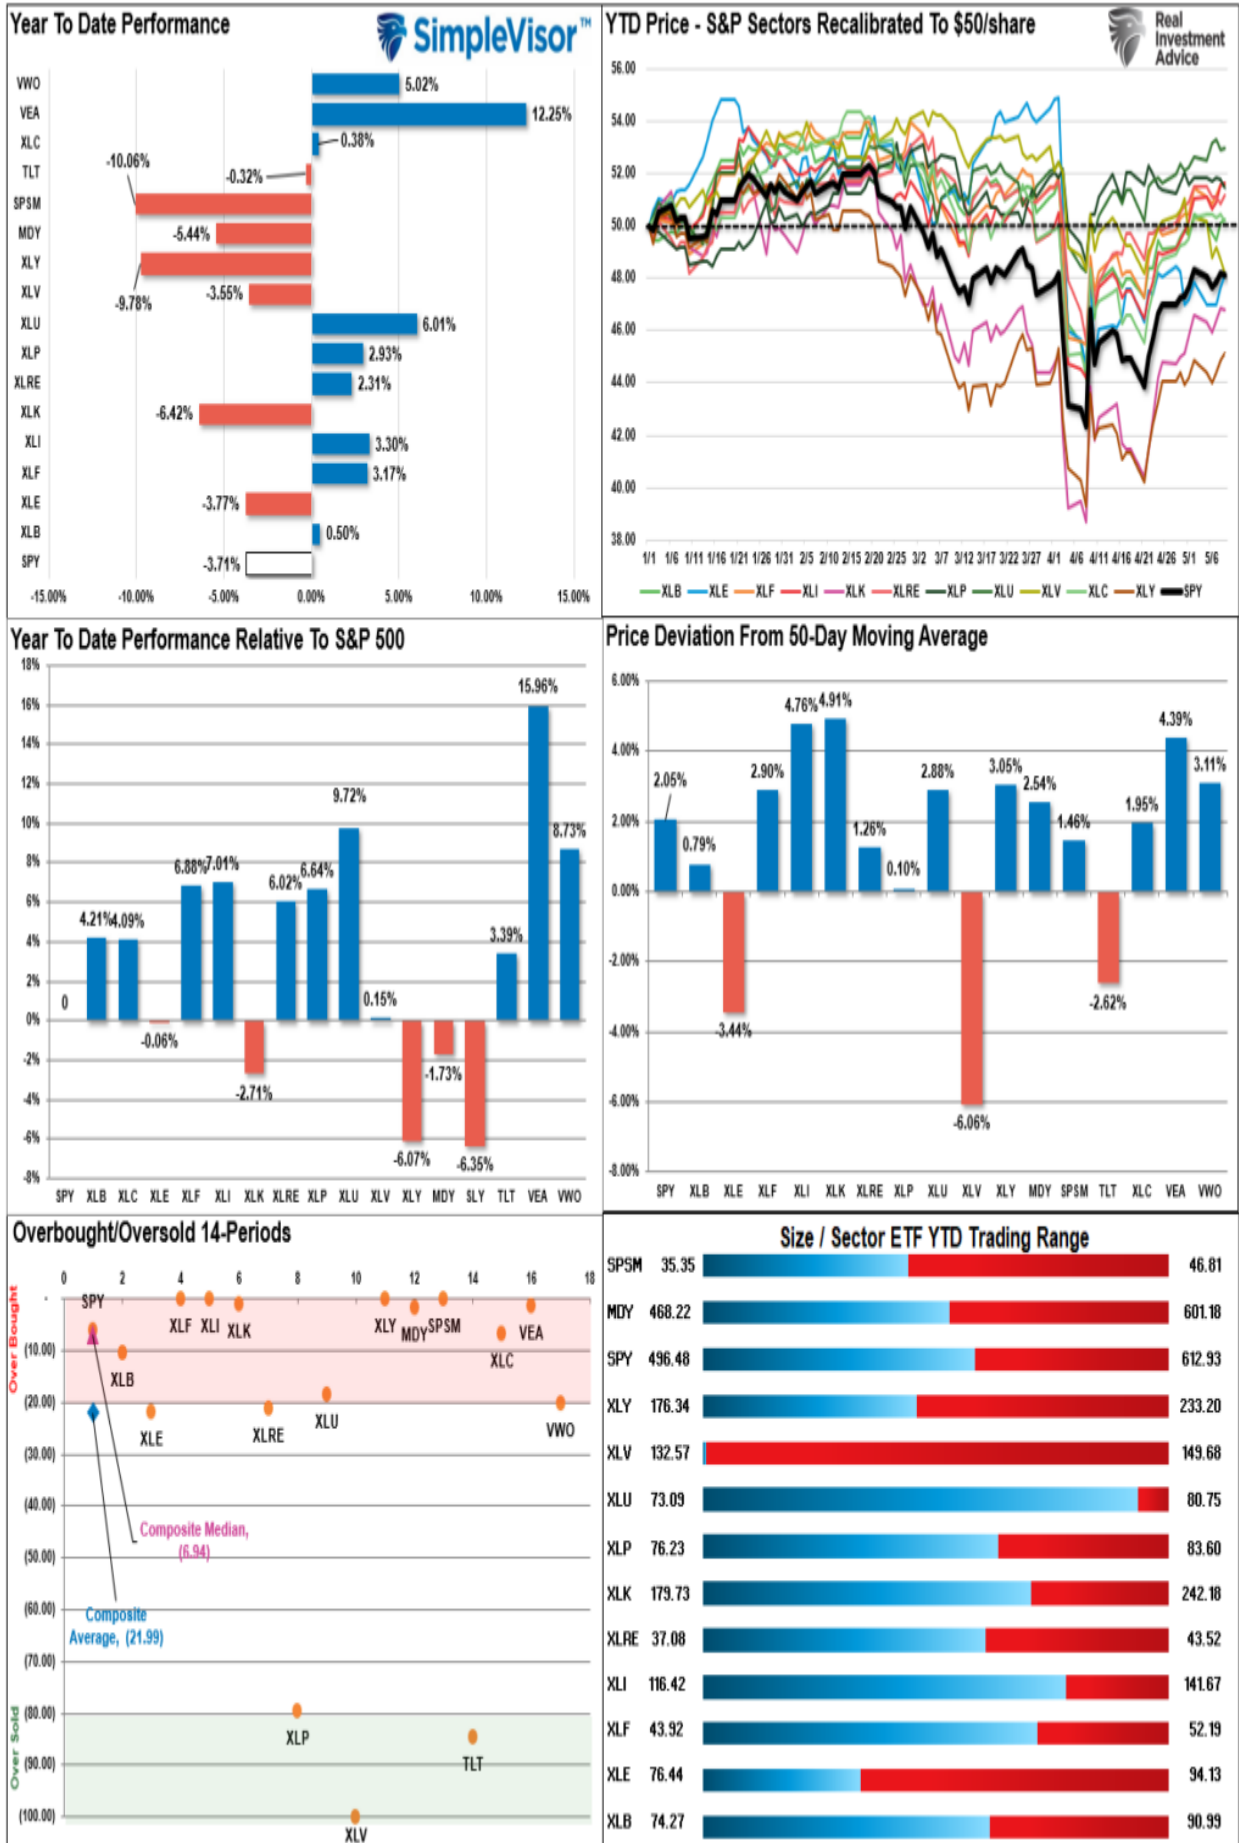 Year To Date Performance
SimpleVisor™
VWO 5.02%
VEA 12.25%
XLC 0.38%
TLT -0.32%
-10.06%
SPSM
MDY -5.44%
XLY
-9.78%
XLV -3.55%
XLU 6.01%
XLP 2.93%
XLRE 2.31%
XLK -6.42%
XLI 3.30%
XLF 3.17%
XLE -3.77%
XLB 0.50%
SPY -3.71%
-15.00% -10.00% -5.00% 0.00% 5.00% 10.00% 15.00%
YTD Price - S&P Sectors Recalibrated To $50/share
Real
Investment
Advice
56.00
54.00
52.00
50.00
48.00
46.00
44.00
42.00
40.00
38.00
1/1 1/6 1/11 1/16 1/21 1/26 1/31 2/5 2/10 2/15 2/20 2/25 3/2 3/7 3/12 3/17 3/22 3/27 4/1 4/6 4/11 4/16 4/21 4/26 5/1 5/6
XLB XLE XLF XLI XLK XLRE XLP XLU XLV XLC XLY SPY
Year To Date Performance Relative To S&P 500
18%
16%
14%
12%
10%
8%
6%
4%
2%
0%
-2%
-4%
-6%
-8%
0 4.21% 4.09% -0.06% 6.88% 7.01% -2.71% 6.02% 6.64% 9.72% 0.15% -6.07% -1.73% -6.35% 3.39% 15.96% 8.73%
SPY XLB XLC XLE XLF XLI XLK XLRE XLP XLU XLV XLY MDY SLY TLT VEA VWO
Price Deviation From 50-Day Moving Average
6.00%
4.00%
2.00%
0.00%
-2.00%
-4.00%
-6.00%
-8.00%
2.05% 0.79% -3.44% 2.90% 4.76% 4.91% 1.26% 0.10% 2.88% -6.06% 3.05% 2.54% 1.46% -2.62% 1.95% 4.39% 3.11%
SPY XLB XLE XLF XLI XLK XLRE XLP XLU XLV XLY MDY SPSM TLT XLC VEA VWO
Overbought/Oversold 14-Periods
0 2 4 6 8 10 12 14 16 18
Over Bought
Over Sold
-
(10.00)
(20.00)
(30.00)
(40.00)
(50.00)
(60.00)
(70.00)
(80.00)
(90.00)
(100.00)
SPY
XLB
XLE
XLF
XLI
XLK
XLRE
XLU
XLY
MDY
SPSM
XLC
VEA
VWO
Composite Median,
(6.94)
Composite
Average, (21.99)
XLP
TLT
XLV
Size / Sector ETF YTD Trading Range
SPSM 35.35 46.81
MDY 468.22 601.18
SPY 496.48 612.93
XLY 176.34 233.20
XLV 132.57 149.68
XLU 73.09 80.75
XLP 76.23 83.60
XLK 179.73 242.18
XLRE 37.08 43.52
XLI 116.42 141.67
XLF 43.92 52.19
XLE 76.44 94.13
XLB 74.27 90.99